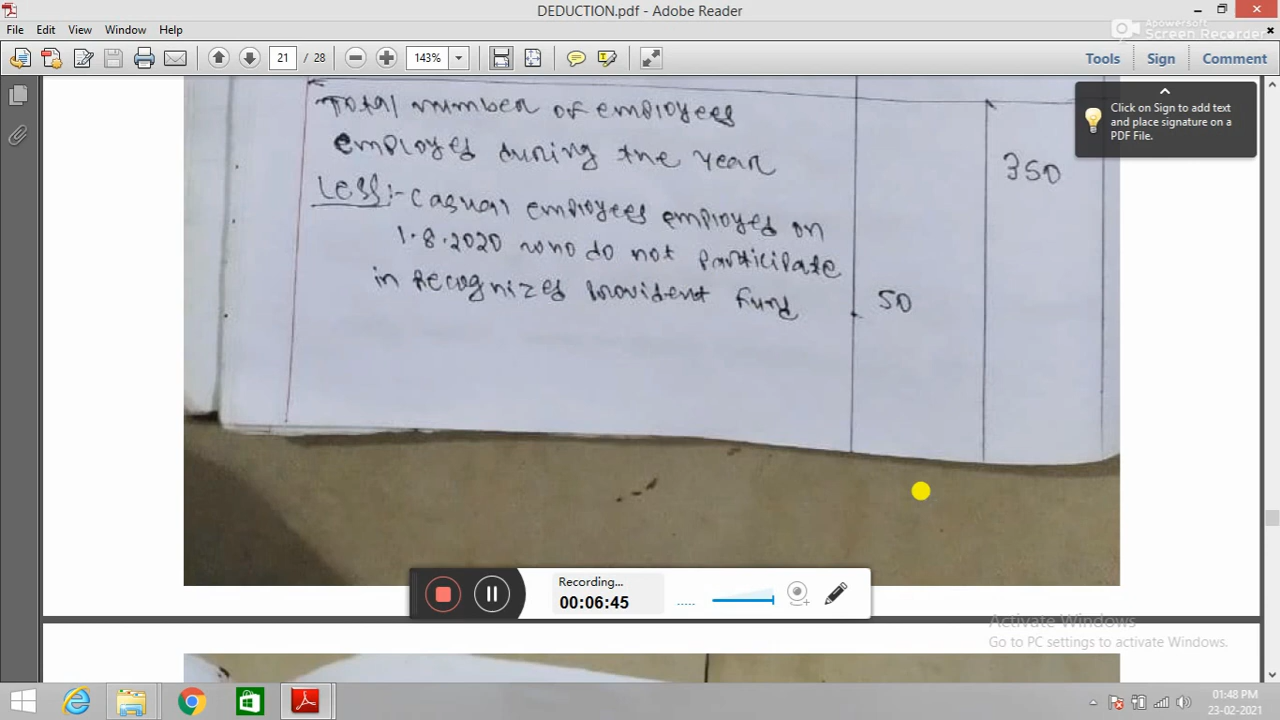 DEDUCTION.pdf - Adobe Reader
File Edit View Window Help
21 / 28 143% Tools Sign Comment
Apowersoft
Screen Recorder
Click on Sign to add text
and place signature on a
PDF File.
Total number of employees
employed during the year 350
Less:- Casual employees employed on
1.8.2020 who do not participate
in recognized provident fund 50
Recording...
00:06:45
Activate Windows
Go to PC settings to activate Windows.
01:48 PM
23-02-2021